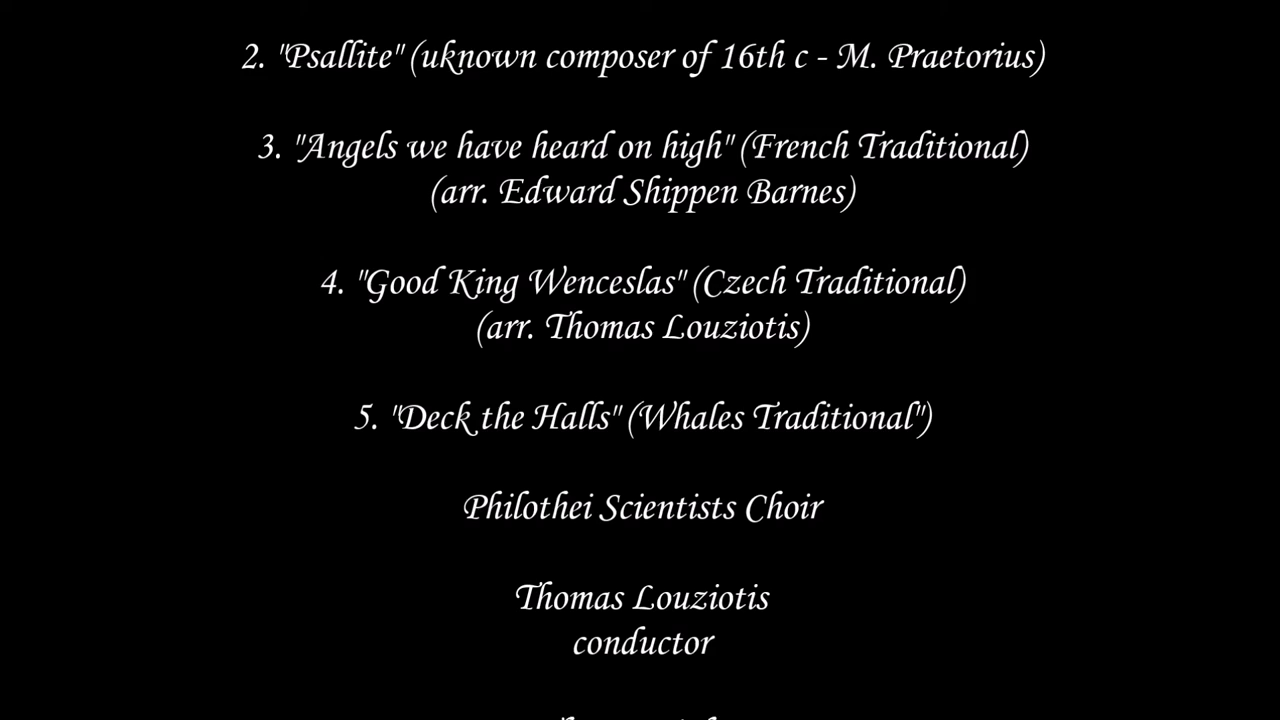 2. "Psallite" (uknown composer of 16th c - M. Praetorius)
3. "Angels we have heard on high" (French Traditional)
(arr. Edward Shippen Barnes)
4. "Good King Wenceslas" (Czech Traditional)
(arr. Thomas Louziotis)
5. "Deck the Halls" (Whales Traditional")
Philothei Scientists Choir
Thomas Louziotis
conductor